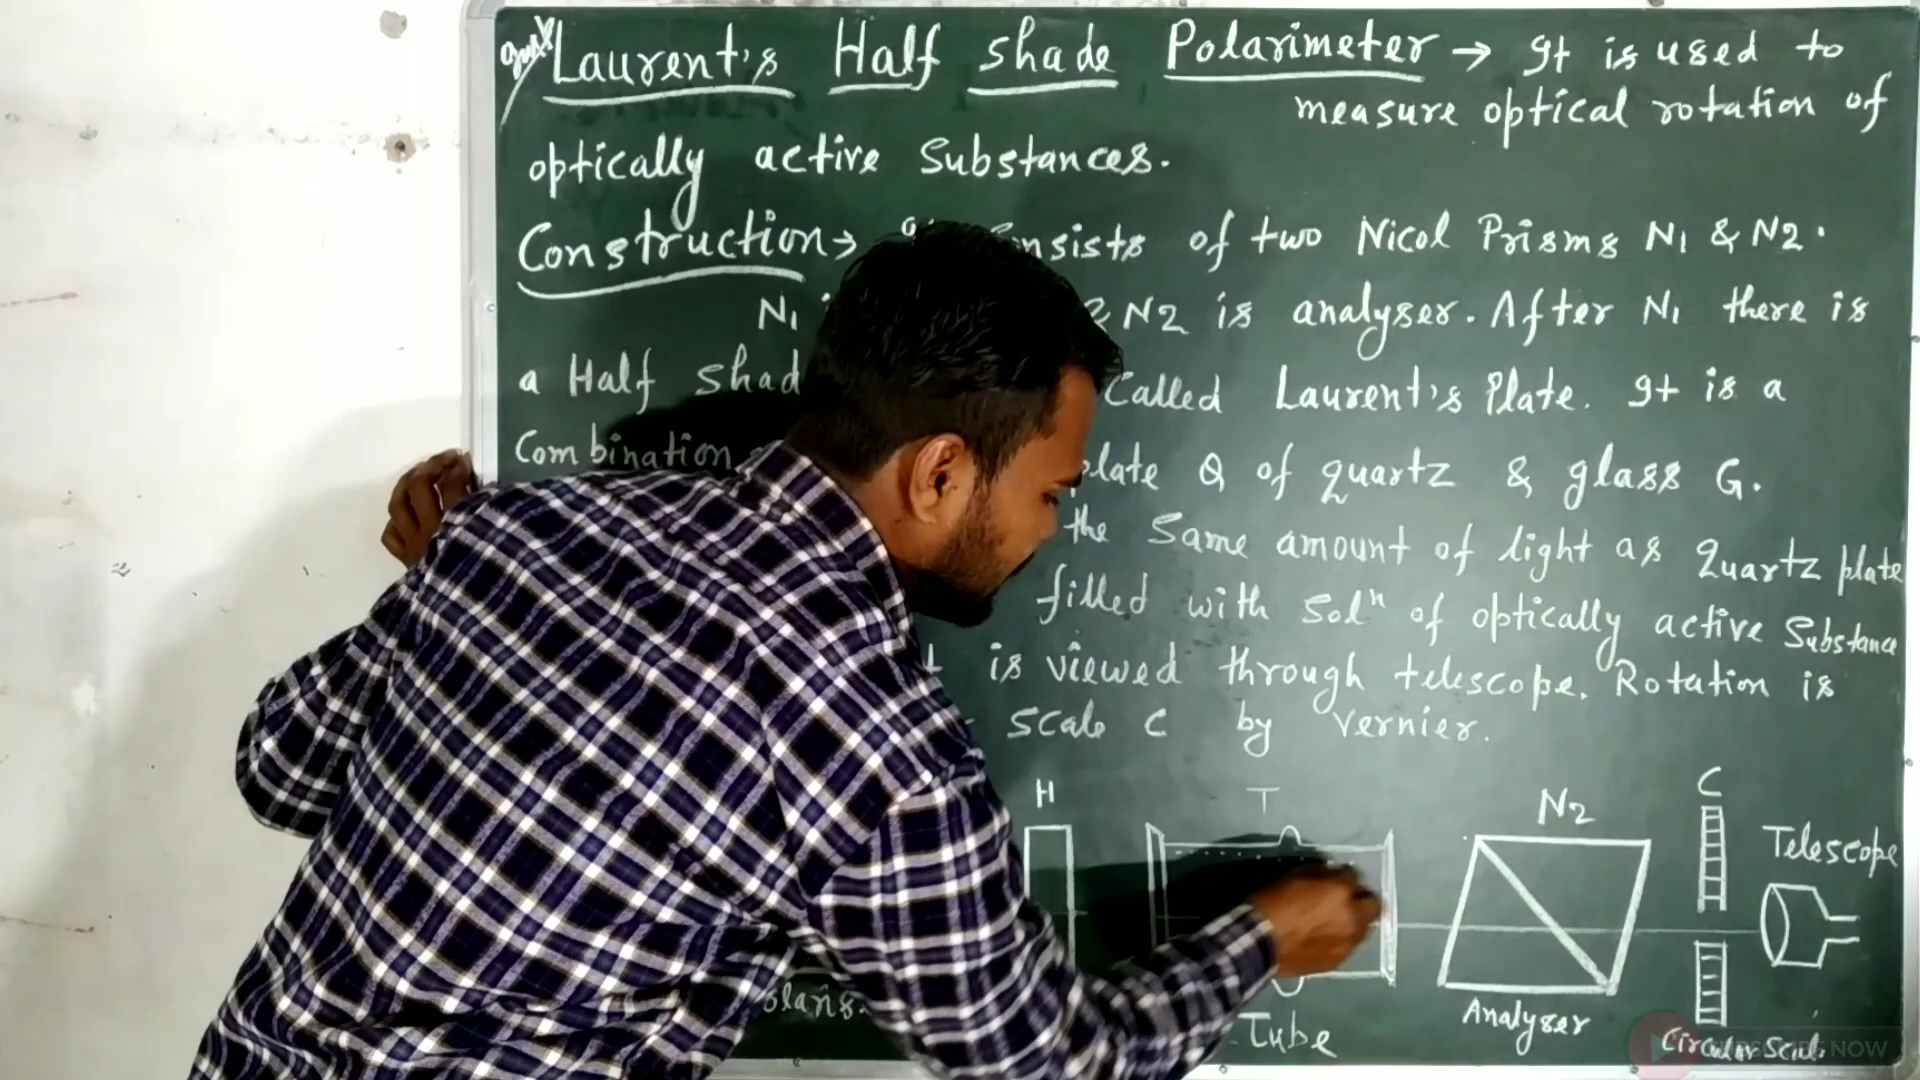 Laurent's Half shade Polarimeter → It is used to
measure optical rotation of
optically active Substances.
Construction → consists of two Nicol Prisms N1 & N2.
N1 & N2 is analyser. After N1 there is
a Half shad Called Laurent's Plate. It is a
Combination plate Q of quartz & glass G.
the same amount of light as quartz plate
filled with solⁿ of optically active Substance
is viewed through telescope. Rotation is
scale C by vernier.
H T N2 C
Telescope
Tube Analyser Circular Scale
NOW